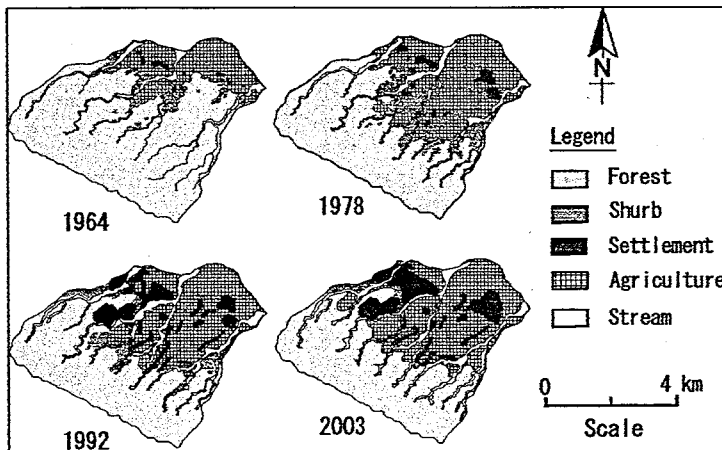 N
1964
1978
Legend
Forest
Shurb
Settlement
Agriculture
Stream
1992
2003
0 4 km
Scale